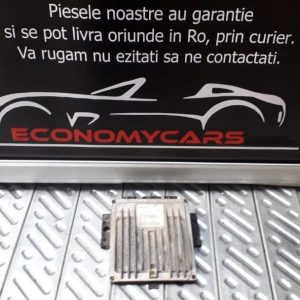 Piesele noastre au garantie
si se pot livra oriunde in Ro, prin curier.
Va rugam nu ezitati sa ne contactati.
ECONOMYCARS